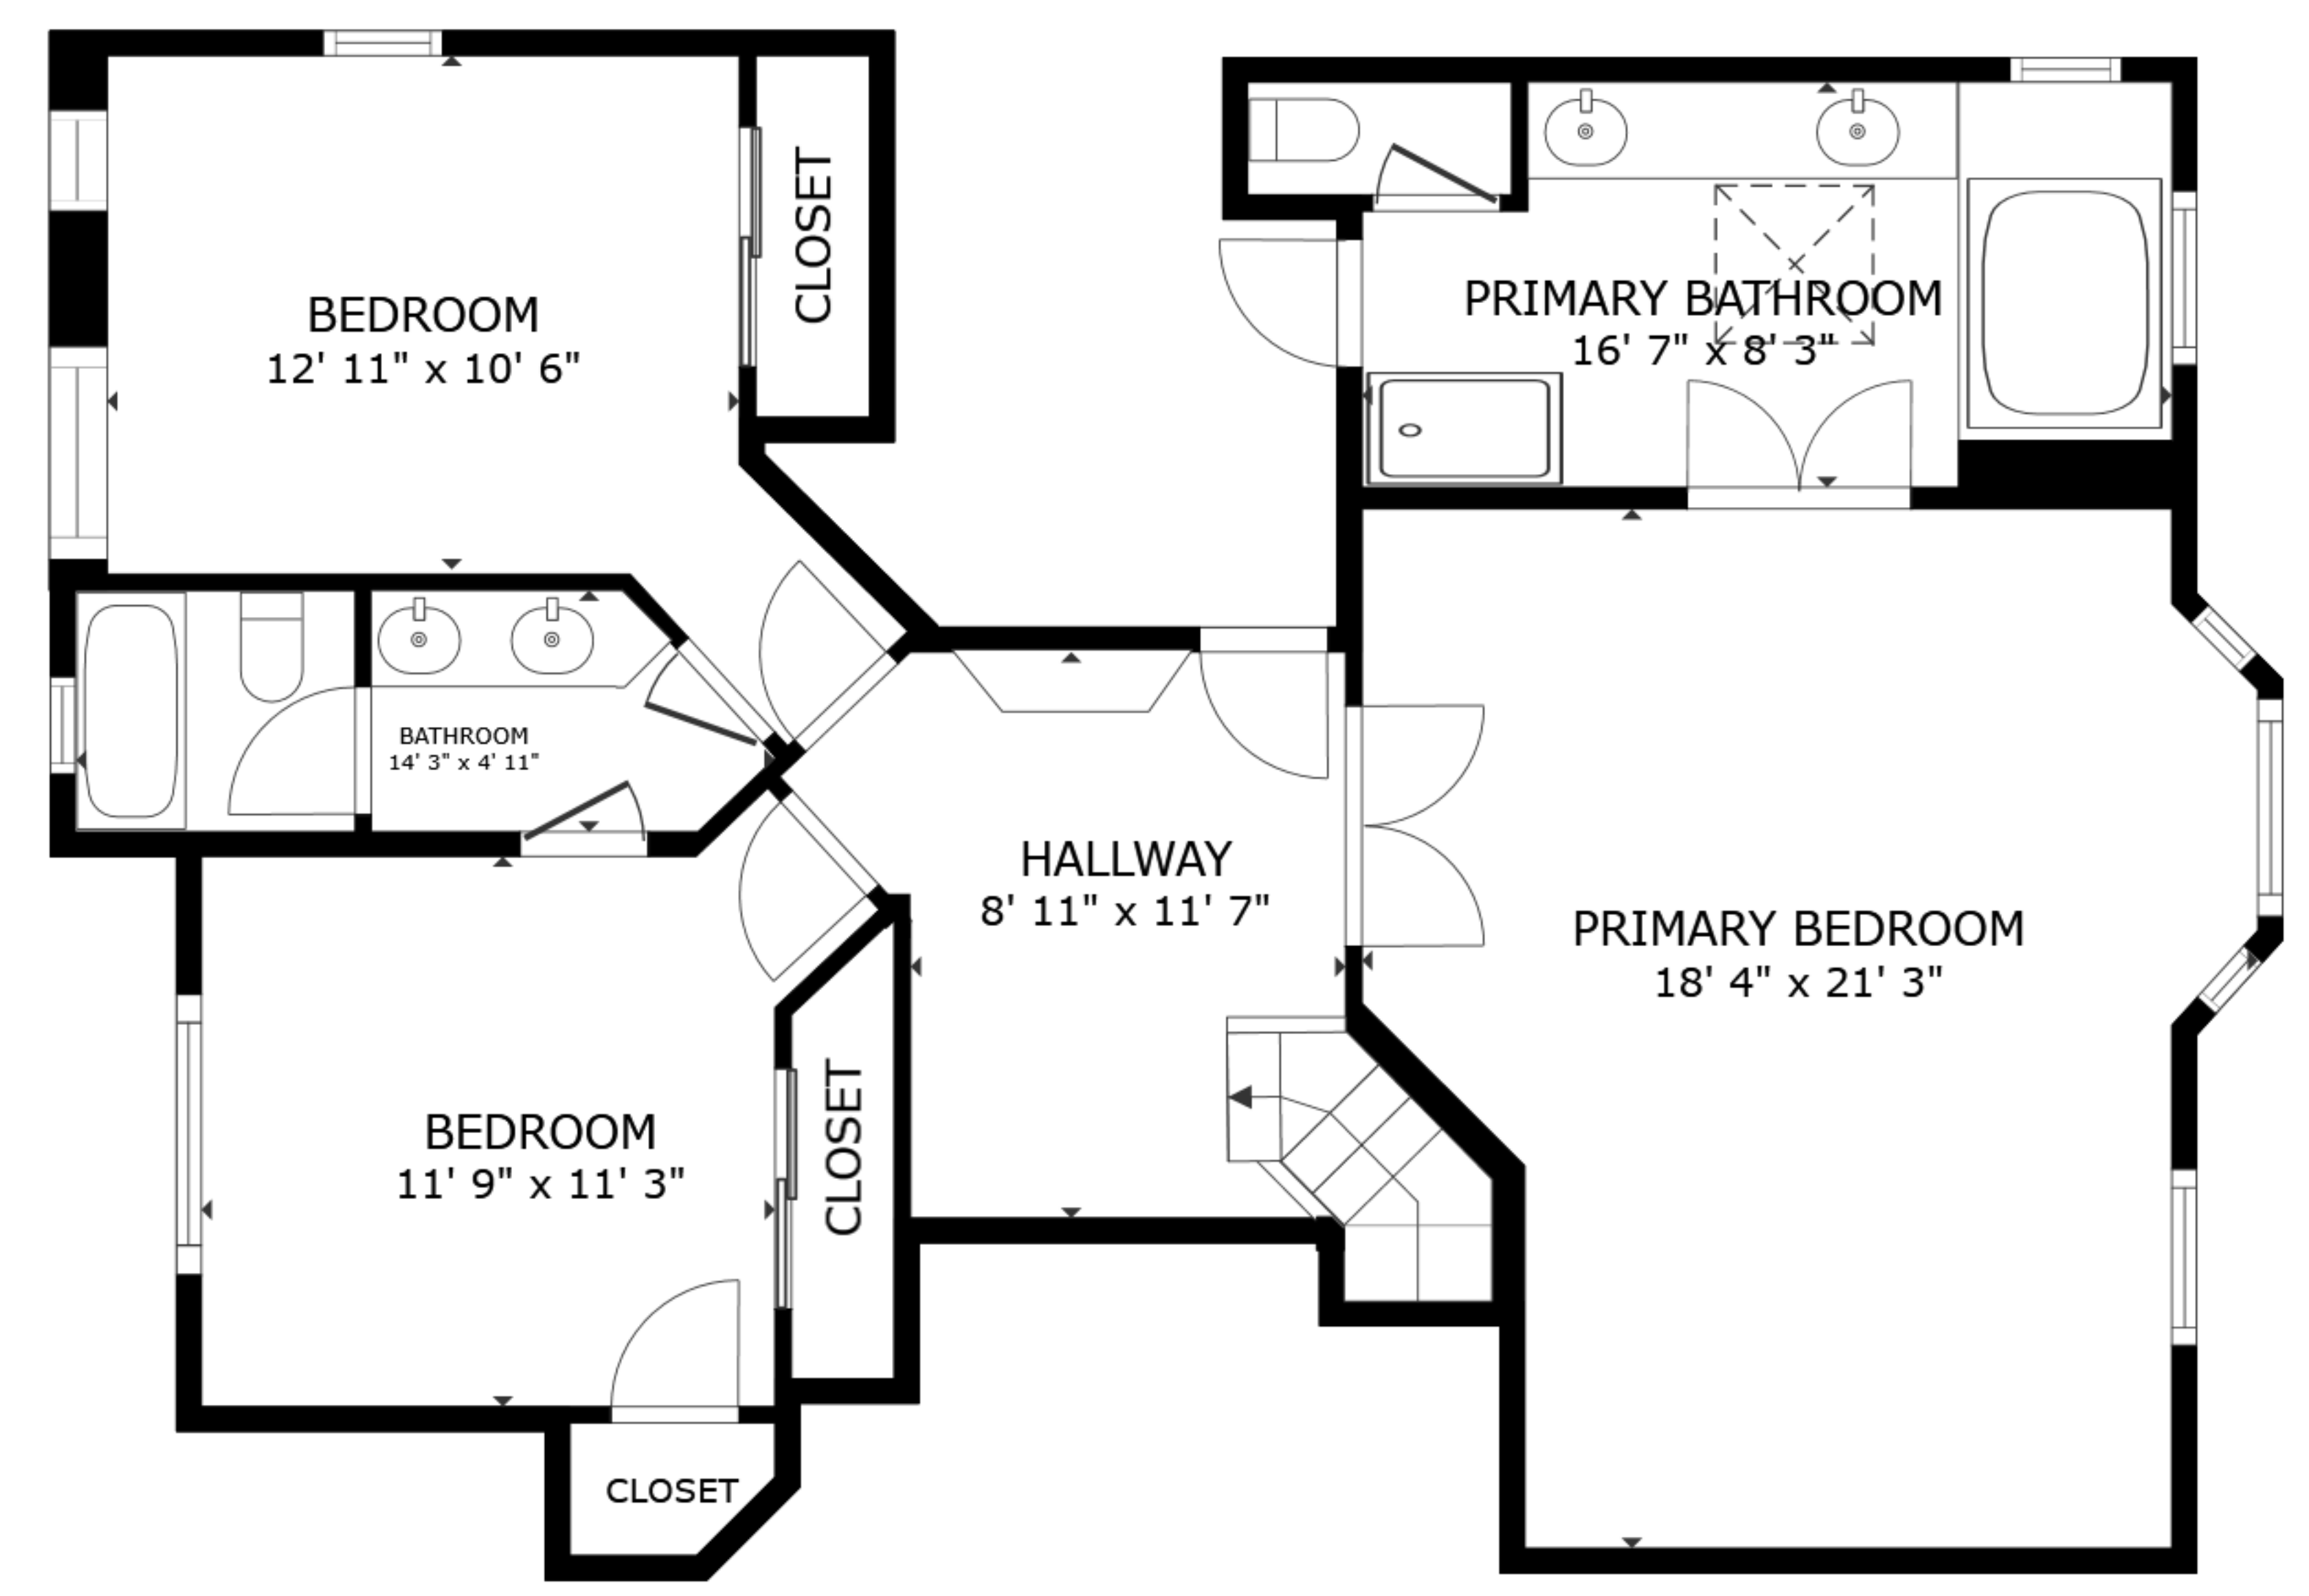 BEDROOM
12' 11" x 10' 6"
CLOSET
PRIMARY BATHROOM
16' 7" x 8' 3"
BATHROOM
14' 3" x 4' 11"
HALLWAY
8' 11" x 11' 7"
PRIMARY BEDROOM
18' 4" x 21' 3"
BEDROOM
11' 9" x 11' 3"
CLOSET
CLOSET